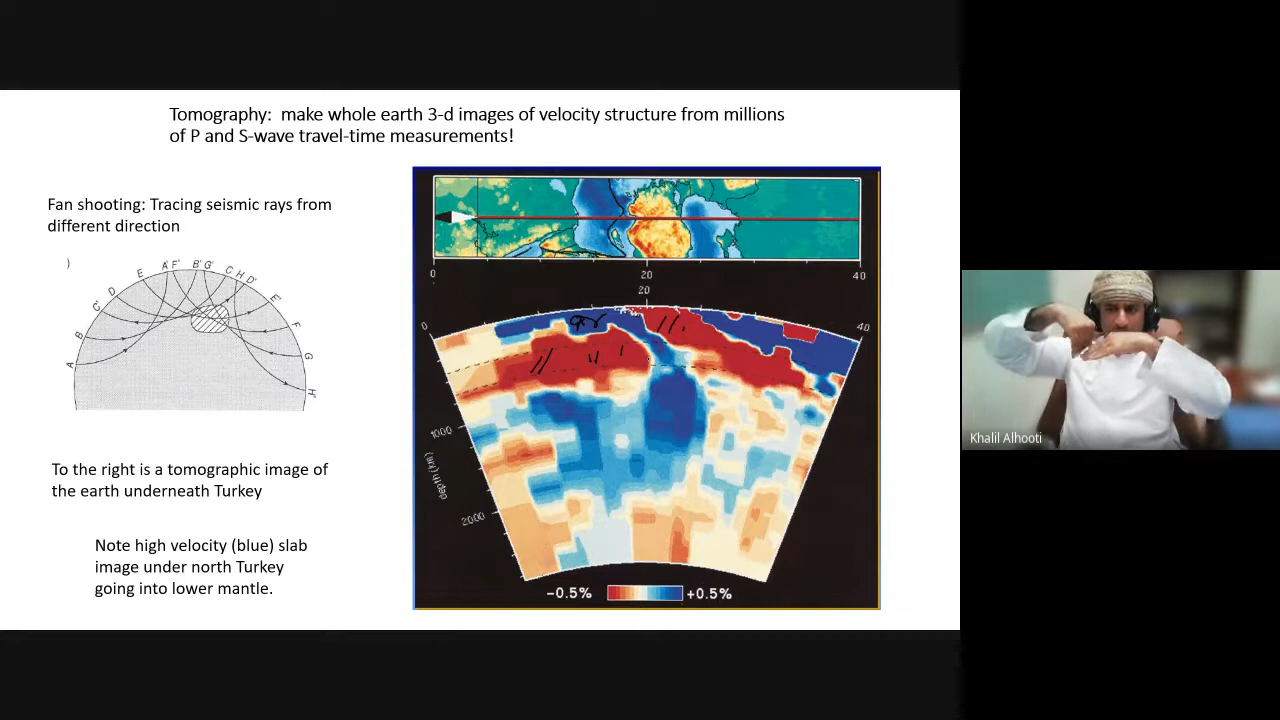 Tomography: make whole earth 3-d images of velocity structure from millions
of P and S-wave travel-time measurements!
Fan shooting: Tracing seismic rays from
different direction
)
A B C' D E A' F' B' G' C H D' E' F G H'
To the right is a tomographic image of
the earth underneath Turkey
Note high velocity (blue) slab
image under north Turkey
going into lower mantle.
0 20 40
20
0 40
1000
depth(km)
2000
-0.5% +0.5%
Khalil Alhooti